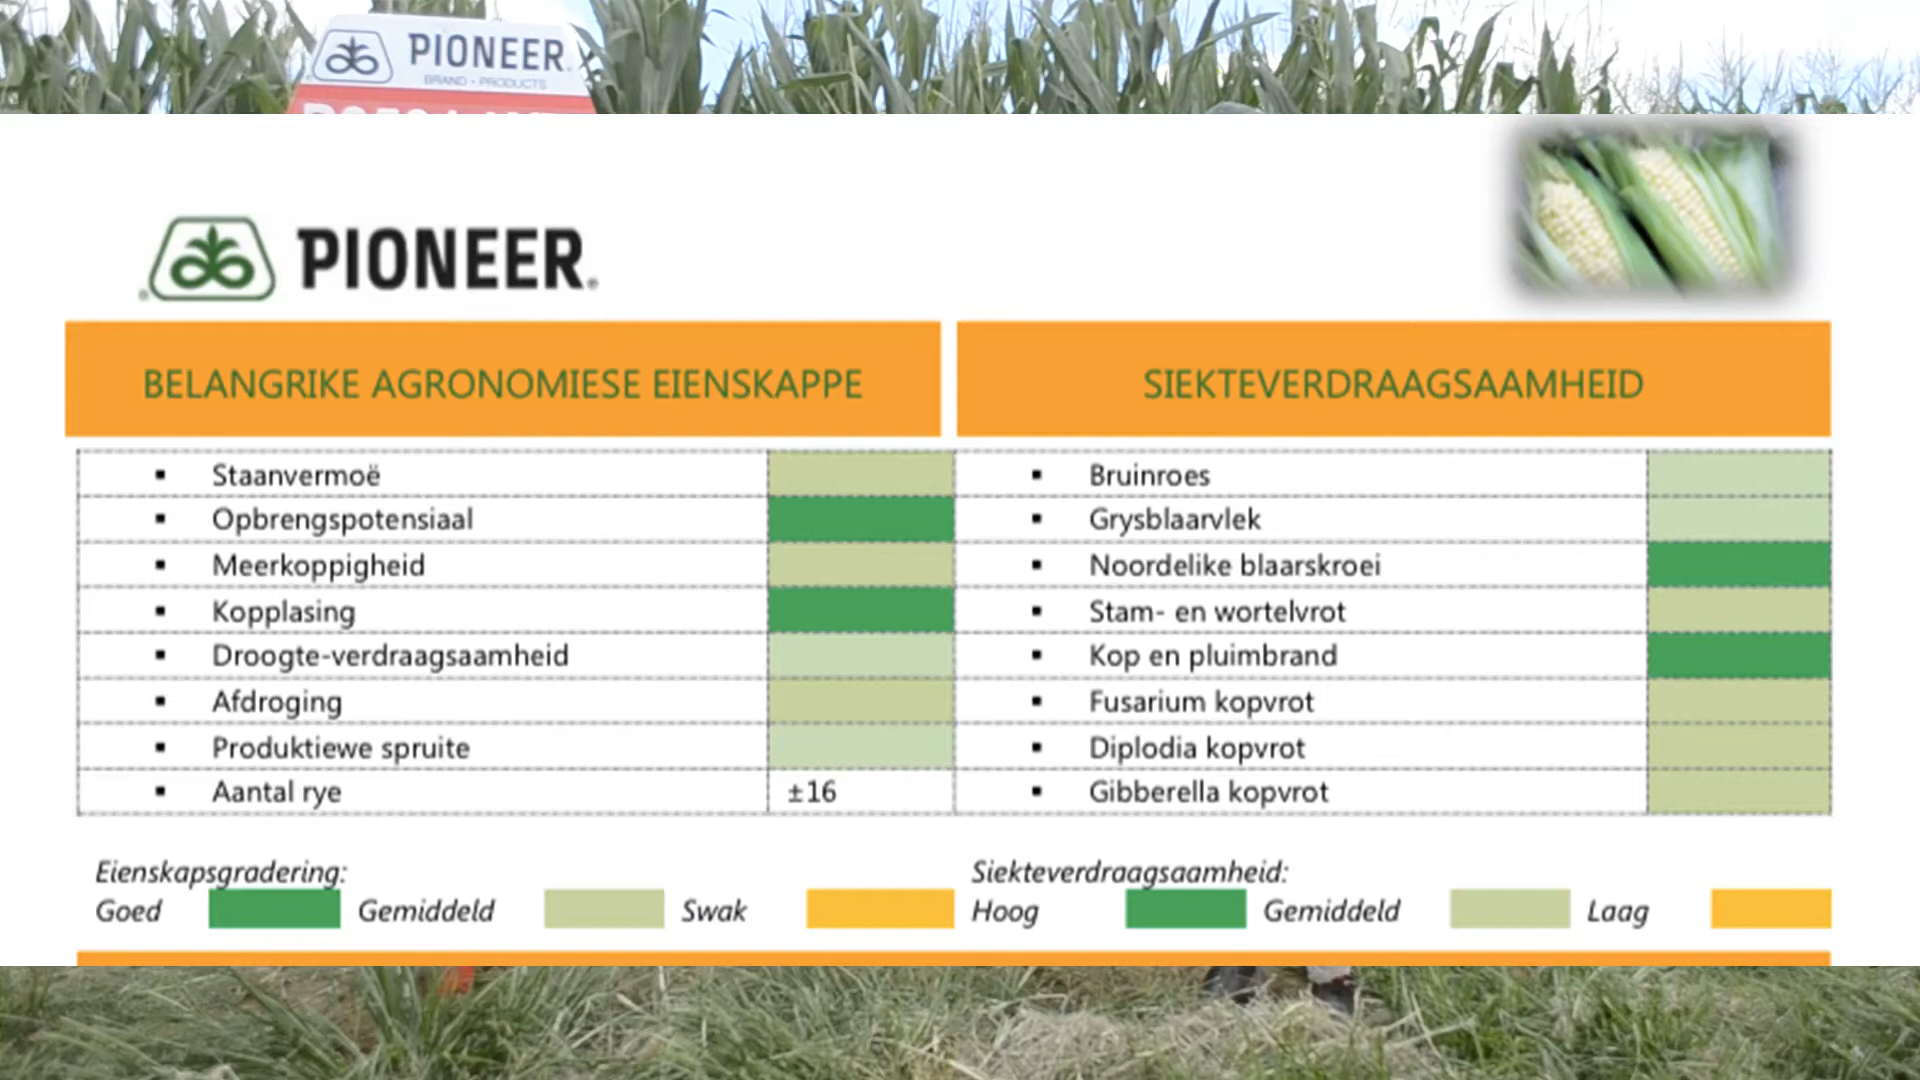 PIONEER
BRAND • PRODUCTS
PIONEER
BELANGRIKE AGRONOMIESE EIENSKAPPE
SIEKTEVERDRAAGSAAMHEID
Staanvermoë
Bruinroes
Opbrengspotensiaal
Grysblaarvlek
Meerkoppigheid
Noordelike blaarskroei
Kopplasing
Stam- en wortelvrot
Droogte-verdraagsaamheid
Kop en pluimbrand
Afdroging
Fusarium kopvrot
Produktiewe spruite
Diplodia kopvrot
Aantal rye ±16
Gibberella kopvrot
Eienskapsgradering:
Goed Gemiddeld Swak
Siekteverdraagsaamheid:
Hoog Gemiddeld Laag